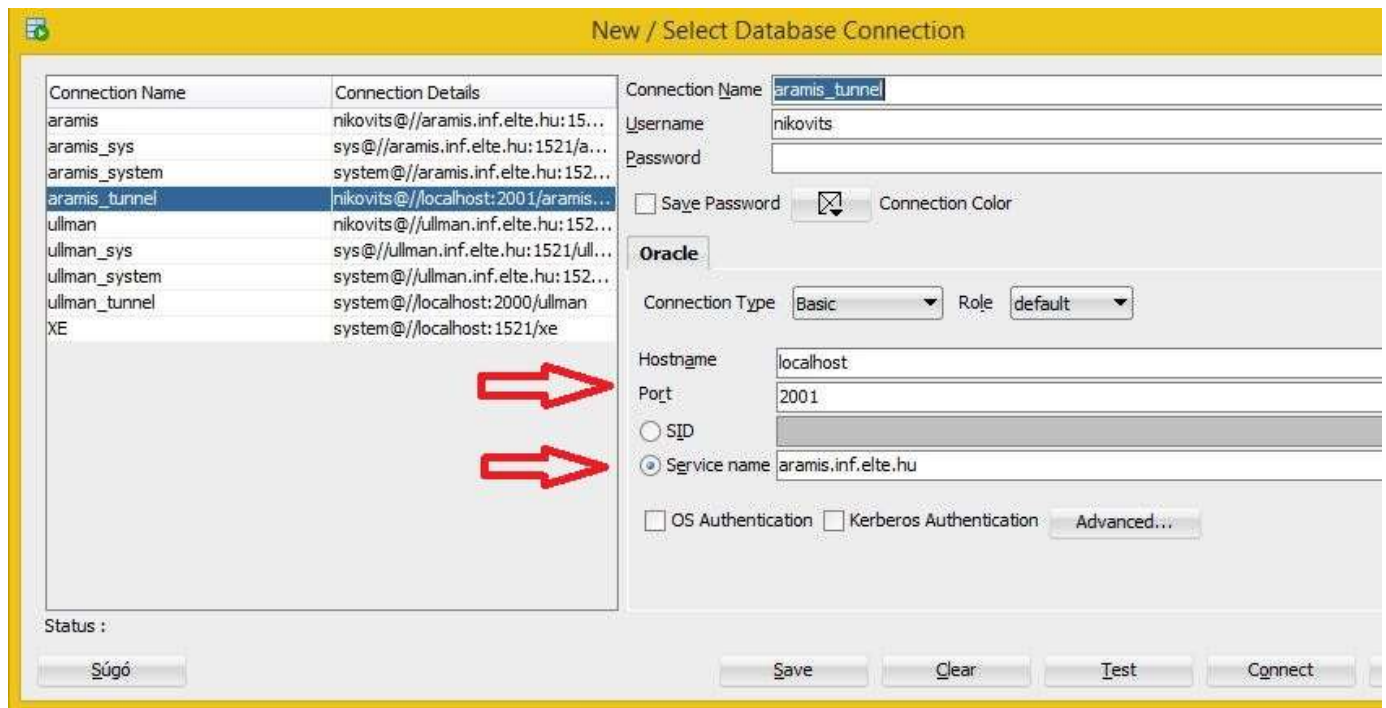 New / Select Database Connection
Connection Name Connection Details
aramis nikovits@//aramis.inf.elte.hu:15...
aramis_sys sys@//aramis.inf.elte.hu:1521/a...
aramis_system system@//aramis.inf.elte.hu:152...
aramis_tunnel nikovits@//localhost:2001/aramis...
ullman nikovits@//ullman.inf.elte.hu:152...
ullman_sys sys@//ullman.inf.elte.hu:1521/ull...
ullman_system system@//ullman.inf.elte.hu:152...
ullman_tunnel system@//localhost:2000/ullman
XE system@//localhost:1521/xe
Connection Name aramis_tunnel
Username nikovits
Password
Save Password Connection Color
Oracle
Connection Type Basic Role default
Hostname localhost
Port 2001
SID
Service name aramis.inf.elte.hu
OS Authentication Kerberos Authentication Advanced...
Status :
Súgó Save Clear Test Connect